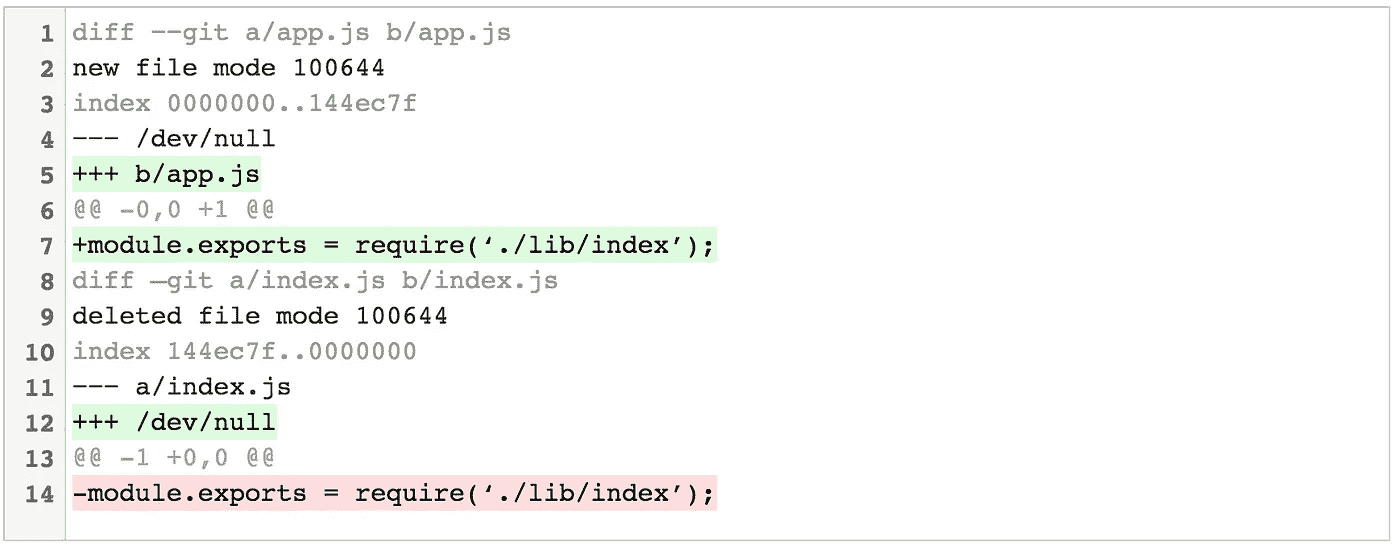 1 diff --git a/app.js b/app.js
2 new file mode 100644
3 index 0000000..144ec7f
4 --- /dev/null
5 +++ b/app.js
6 @@ -0,0 +1 @@
7 +module.exports = require(‘./lib/index’);
8 diff —git a/index.js b/index.js
9 deleted file mode 100644
10 index 144ec7f..0000000
11 --- a/index.js
12 +++ /dev/null
13 @@ -1 +0,0 @@
14 -module.exports = require(‘./lib/index’);